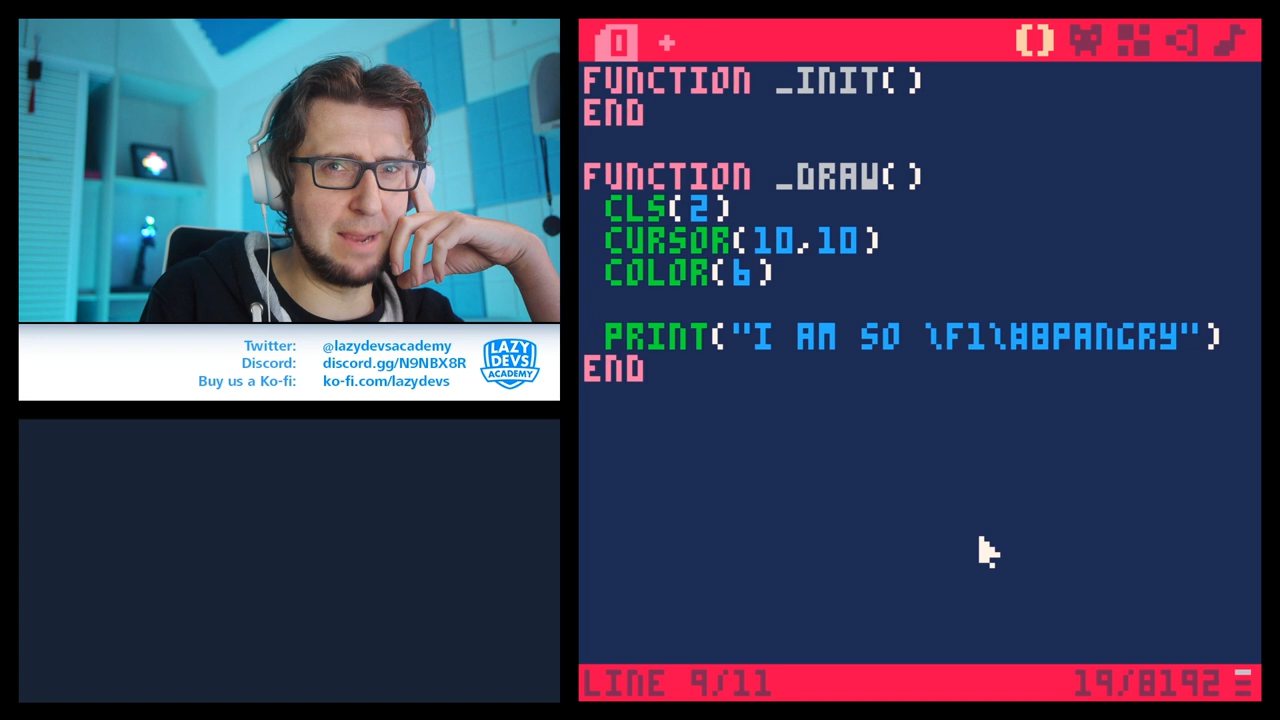 0 +
FUNCTION _INIT()
END
FUNCTION _DRAW()
CLS(2)
CURSOR(10,10)
COLOR(6)
PRINT("I AM SO \F1\#8PANGRY")
END
LINE 9/11
19/8192
Twitter: @lazydevsacademy
Discord: discord.gg/N9NBX8R
Buy us a Ko-fi: ko-fi.com/lazydevs
LAZY
DEVS
ACADEMY